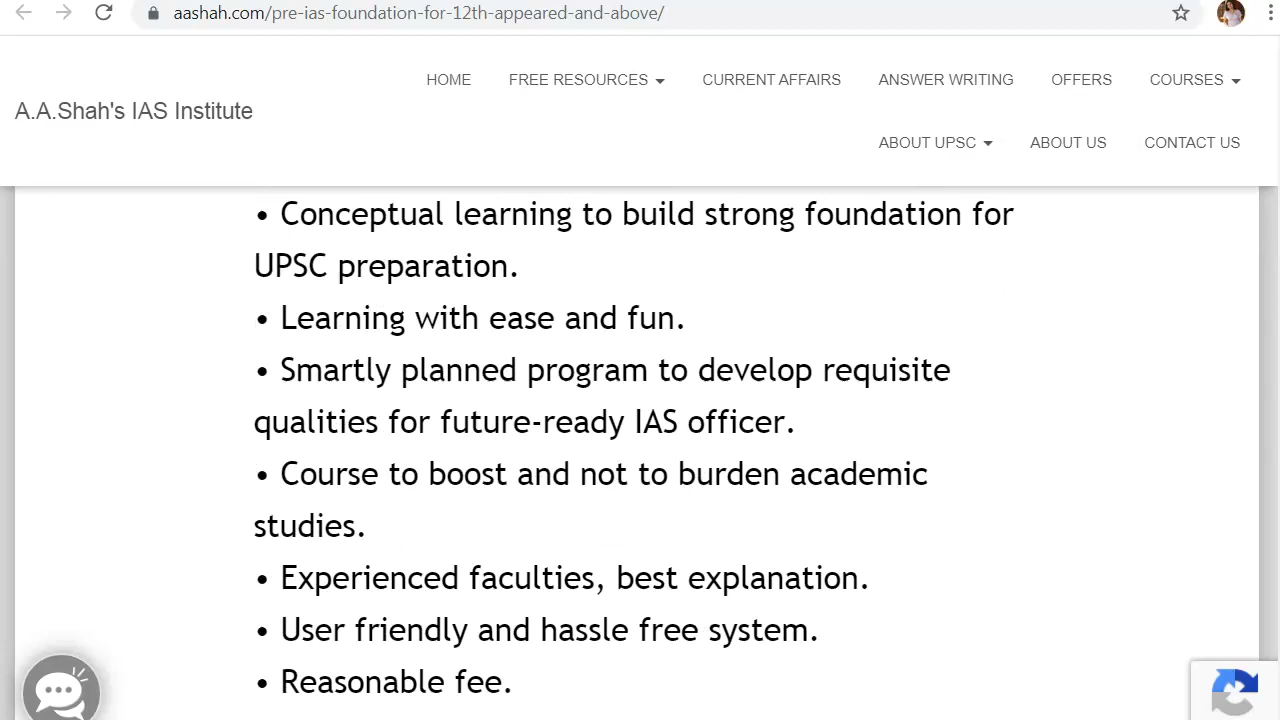 aashah.com/pre-ias-foundation-for-12th-appeared-and-above/
HOME FREE RESOURCES CURRENT AFFAIRS ANSWER WRITING OFFERS COURSES
A.A.Shah's IAS Institute
ABOUT UPSC ABOUT US CONTACT US
• Conceptual learning to build strong foundation for
UPSC preparation.
• Learning with ease and fun.
• Smartly planned program to develop requisite
qualities for future-ready IAS officer.
• Course to boost and not to burden academic
studies.
• Experienced faculties, best explanation.
• User friendly and hassle free system.
• Reasonable fee.